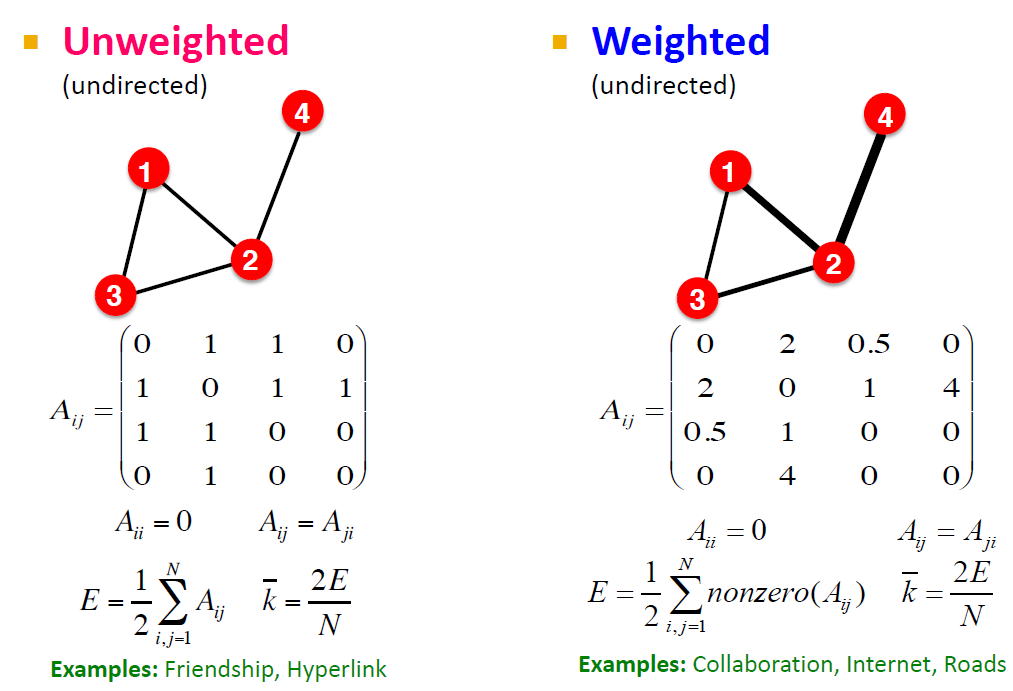 Unweighted
(undirected)
4
1
2
3
A_{ij} = \begin{pmatrix} 0 & 1 & 1 & 0 \\ 1 & 0 & 1 & 1 \\ 1 & 1 & 0 & 0 \\ 0 & 1 & 0 & 0 \end{pmatrix}
A_{ii} = 0    A_{ij} = A_{ji}
E = \frac{1}{2} \sum_{i,j=1}^{N} A_{ij}    \overline{k} = \frac{2E}{N}
Examples: Friendship, Hyperlink
Weighted
(undirected)
4
1
2
3
A_{ij} = \begin{pmatrix} 0 & 2 & 0.5 & 0 \\ 2 & 0 & 1 & 4 \\ 0.5 & 1 & 0 & 0 \\ 0 & 4 & 0 & 0 \end{pmatrix}
A_{ii} = 0    A_{ij} = A_{ji}
E = \frac{1}{2} \sum_{i,j=1}^{N} nonzero(A_{ij})    \overline{k} = \frac{2E}{N}
Examples: Collaboration, Internet, Roads